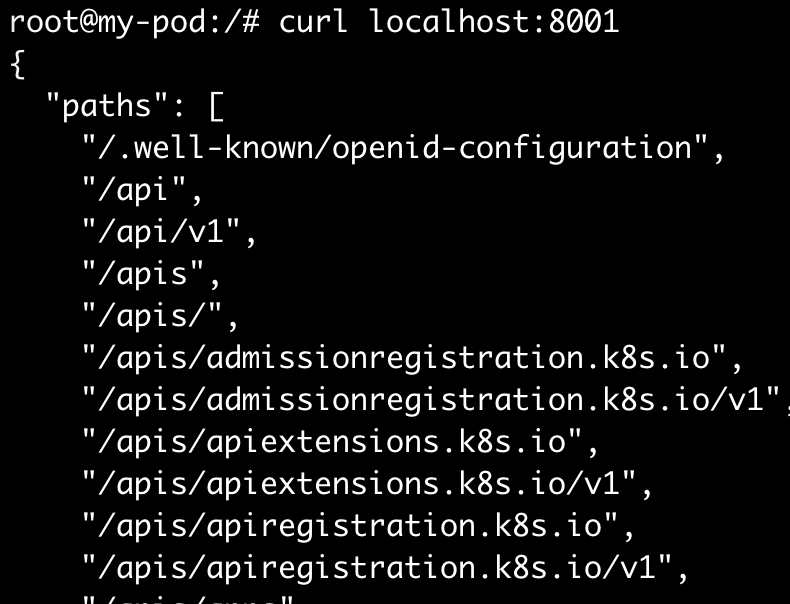 root@my-pod:/# curl localhost:8001
{
  "paths": [
    "/.well-known/openid-configuration",
    "/api",
    "/api/v1",
    "/apis",
    "/apis/",
    "/apis/admissionregistration.k8s.io",
    "/apis/admissionregistration.k8s.io/v1",
    "/apis/apiextensions.k8s.io",
    "/apis/apiextensions.k8s.io/v1",
    "/apis/apiregistration.k8s.io",
    "/apis/apiregistration.k8s.io/v1",